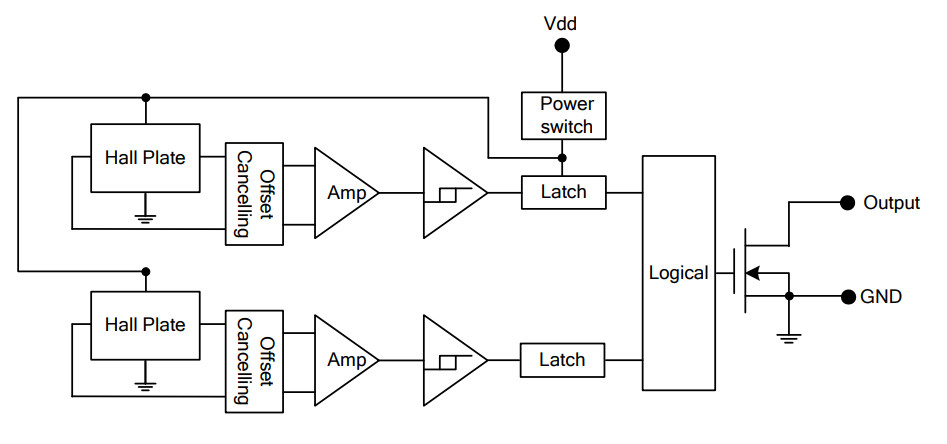 Vdd
Power
switch
Hall Plate
Offset
Cancelling
Amp
Latch
Output
Logical
GND
Hall Plate
Offset
Cancelling
Amp
Latch